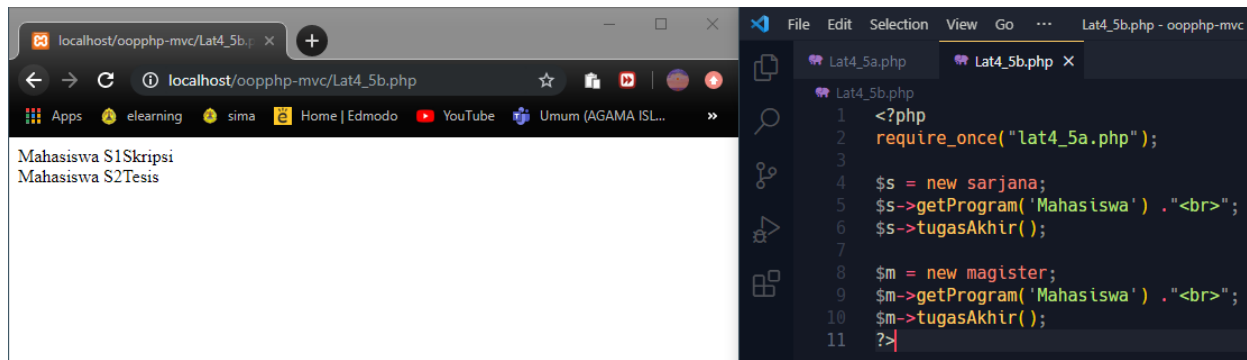 localhost/oopphp-mvc/Lat4_5b.p
localhost/oopphp-mvc/Lat4_5b.php
Apps elearning sima Home | Edmodo YouTube Umum (AGAMA ISL... »
Mahasiswa S1Skripsi
Mahasiswa S2Tesis
File Edit Selection View Go ··· Lat4_5b.php - oopphp-mvc
Lat4_5a.php Lat4_5b.php
Lat4_5b.php
1 <?php
2 require_once("lat4_5a.php");
3
4 $s = new sarjana;
5 $s->getProgram('Mahasiswa') ."<br>";
6 $s->tugasAkhir();
7
8 $m = new magister;
9 $m->getProgram('Mahasiswa') ."<br>";
10 $m->tugasAkhir();
11 ?>